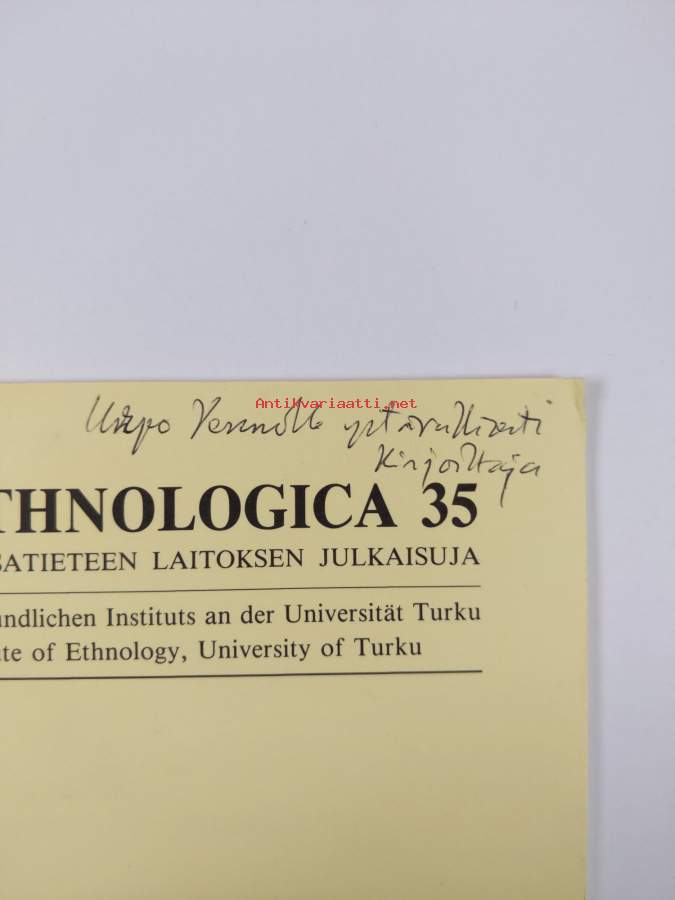 Antikvariaatti.net
Urpo Vennolle ystävällisesti
Kirjoittaja
THNOLOGICA 35
SATIETEEN LAITOKSEN JULKAISUJA
undlichen Instituts an der Universität Turku
ute of Ethnology, University of Turku